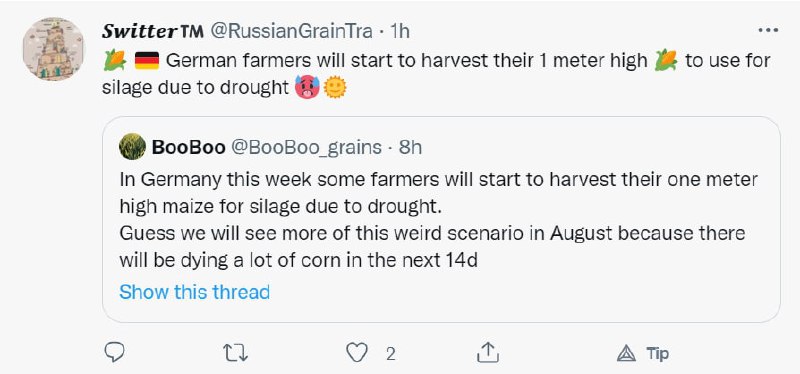 Switter™ @RussianGrainTra · 1h
🌽 🇩🇪 German farmers will start to harvest their 1 meter high 🌽 to use for
silage due to drought 🥵🌞
BooBoo @BooBoo_grains · 8h
In Germany this week some farmers will start to harvest their one meter
high maize for silage due to drought.
Guess we will see more of this weird scenario in August because there
will be dying a lot of corn in the next 14d
Show this thread
2
Tip